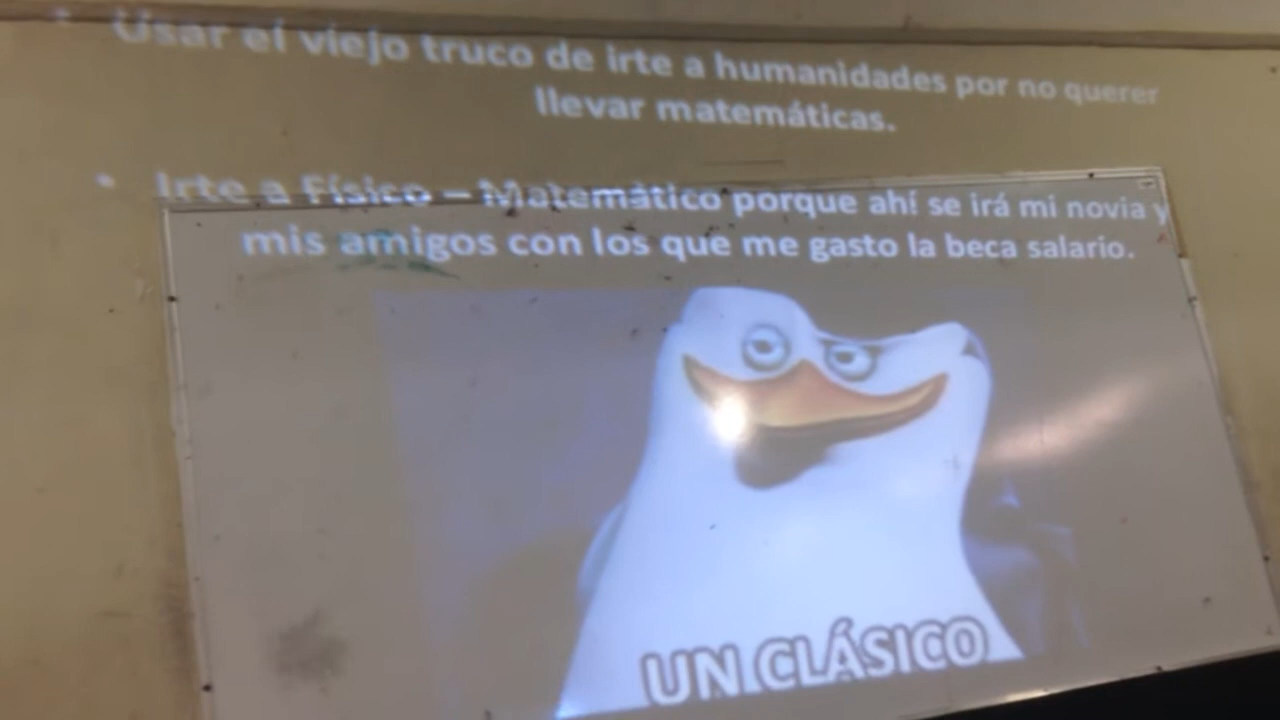 • Usar el viejo truco de irte a humanidades por no querer
llevar matemáticas.
• Irte a Físico – Matemático porque ahí se irá mi novia y
mis amigos con los que me gasto la beca salario.
UN CLÁSICO